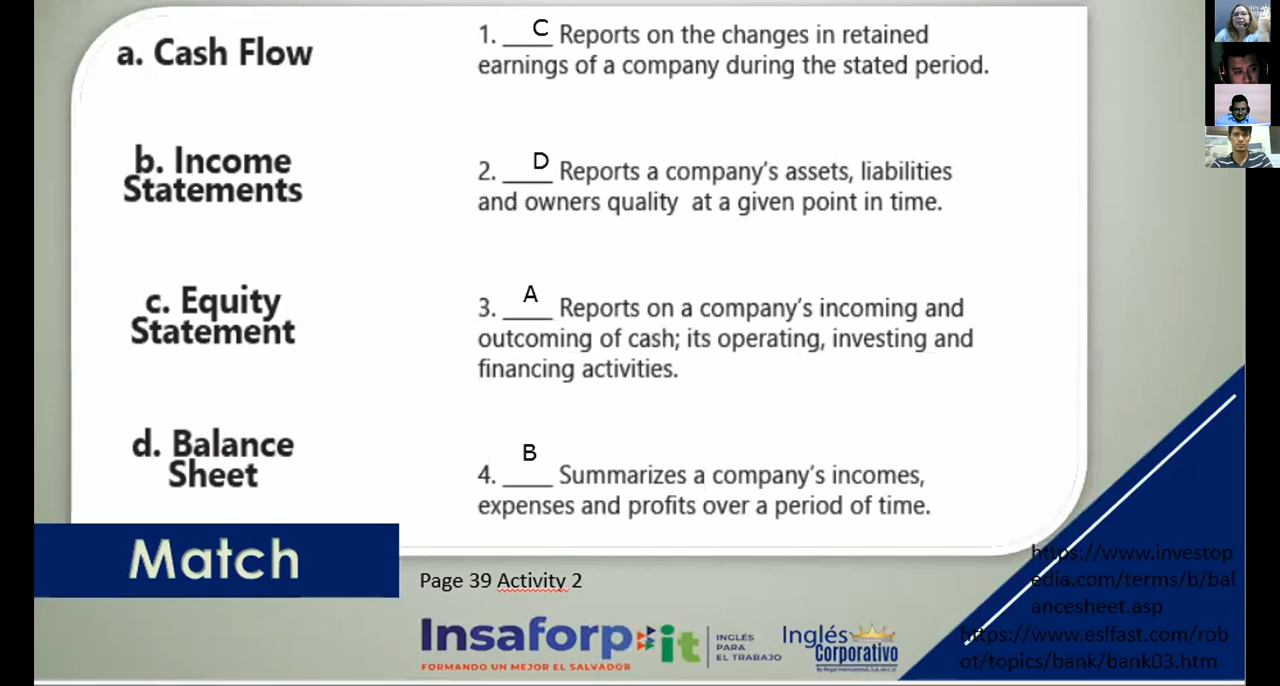 a. Cash Flow
b. Income
Statements
c. Equity
Statement
d. Balance
Sheet
1. ____ Reports on the changes in retained
C
earnings of a company during the stated period.
2. ____ Reports a company's assets, liabilities
D
and owners quality at a given point in time.
3. ____ Reports on a company's incoming and
A
outcoming of cash; its operating, investing and
financing activities.
4. ____ Summarizes a company's incomes,
B
expenses and profits over a period of time.
Match
Page 39 Activity 2
Insaforp
FORMANDO UN MEJOR EL SALVADOR
it
INGLÉS
PARA
EL TRABAJO
Inglés
Corporativo
https://www.investop
edia.com/terms/b/bal
ancesheet.asp
https://www.eslfast.com/rob
ot/topics/bank/bank03.htm